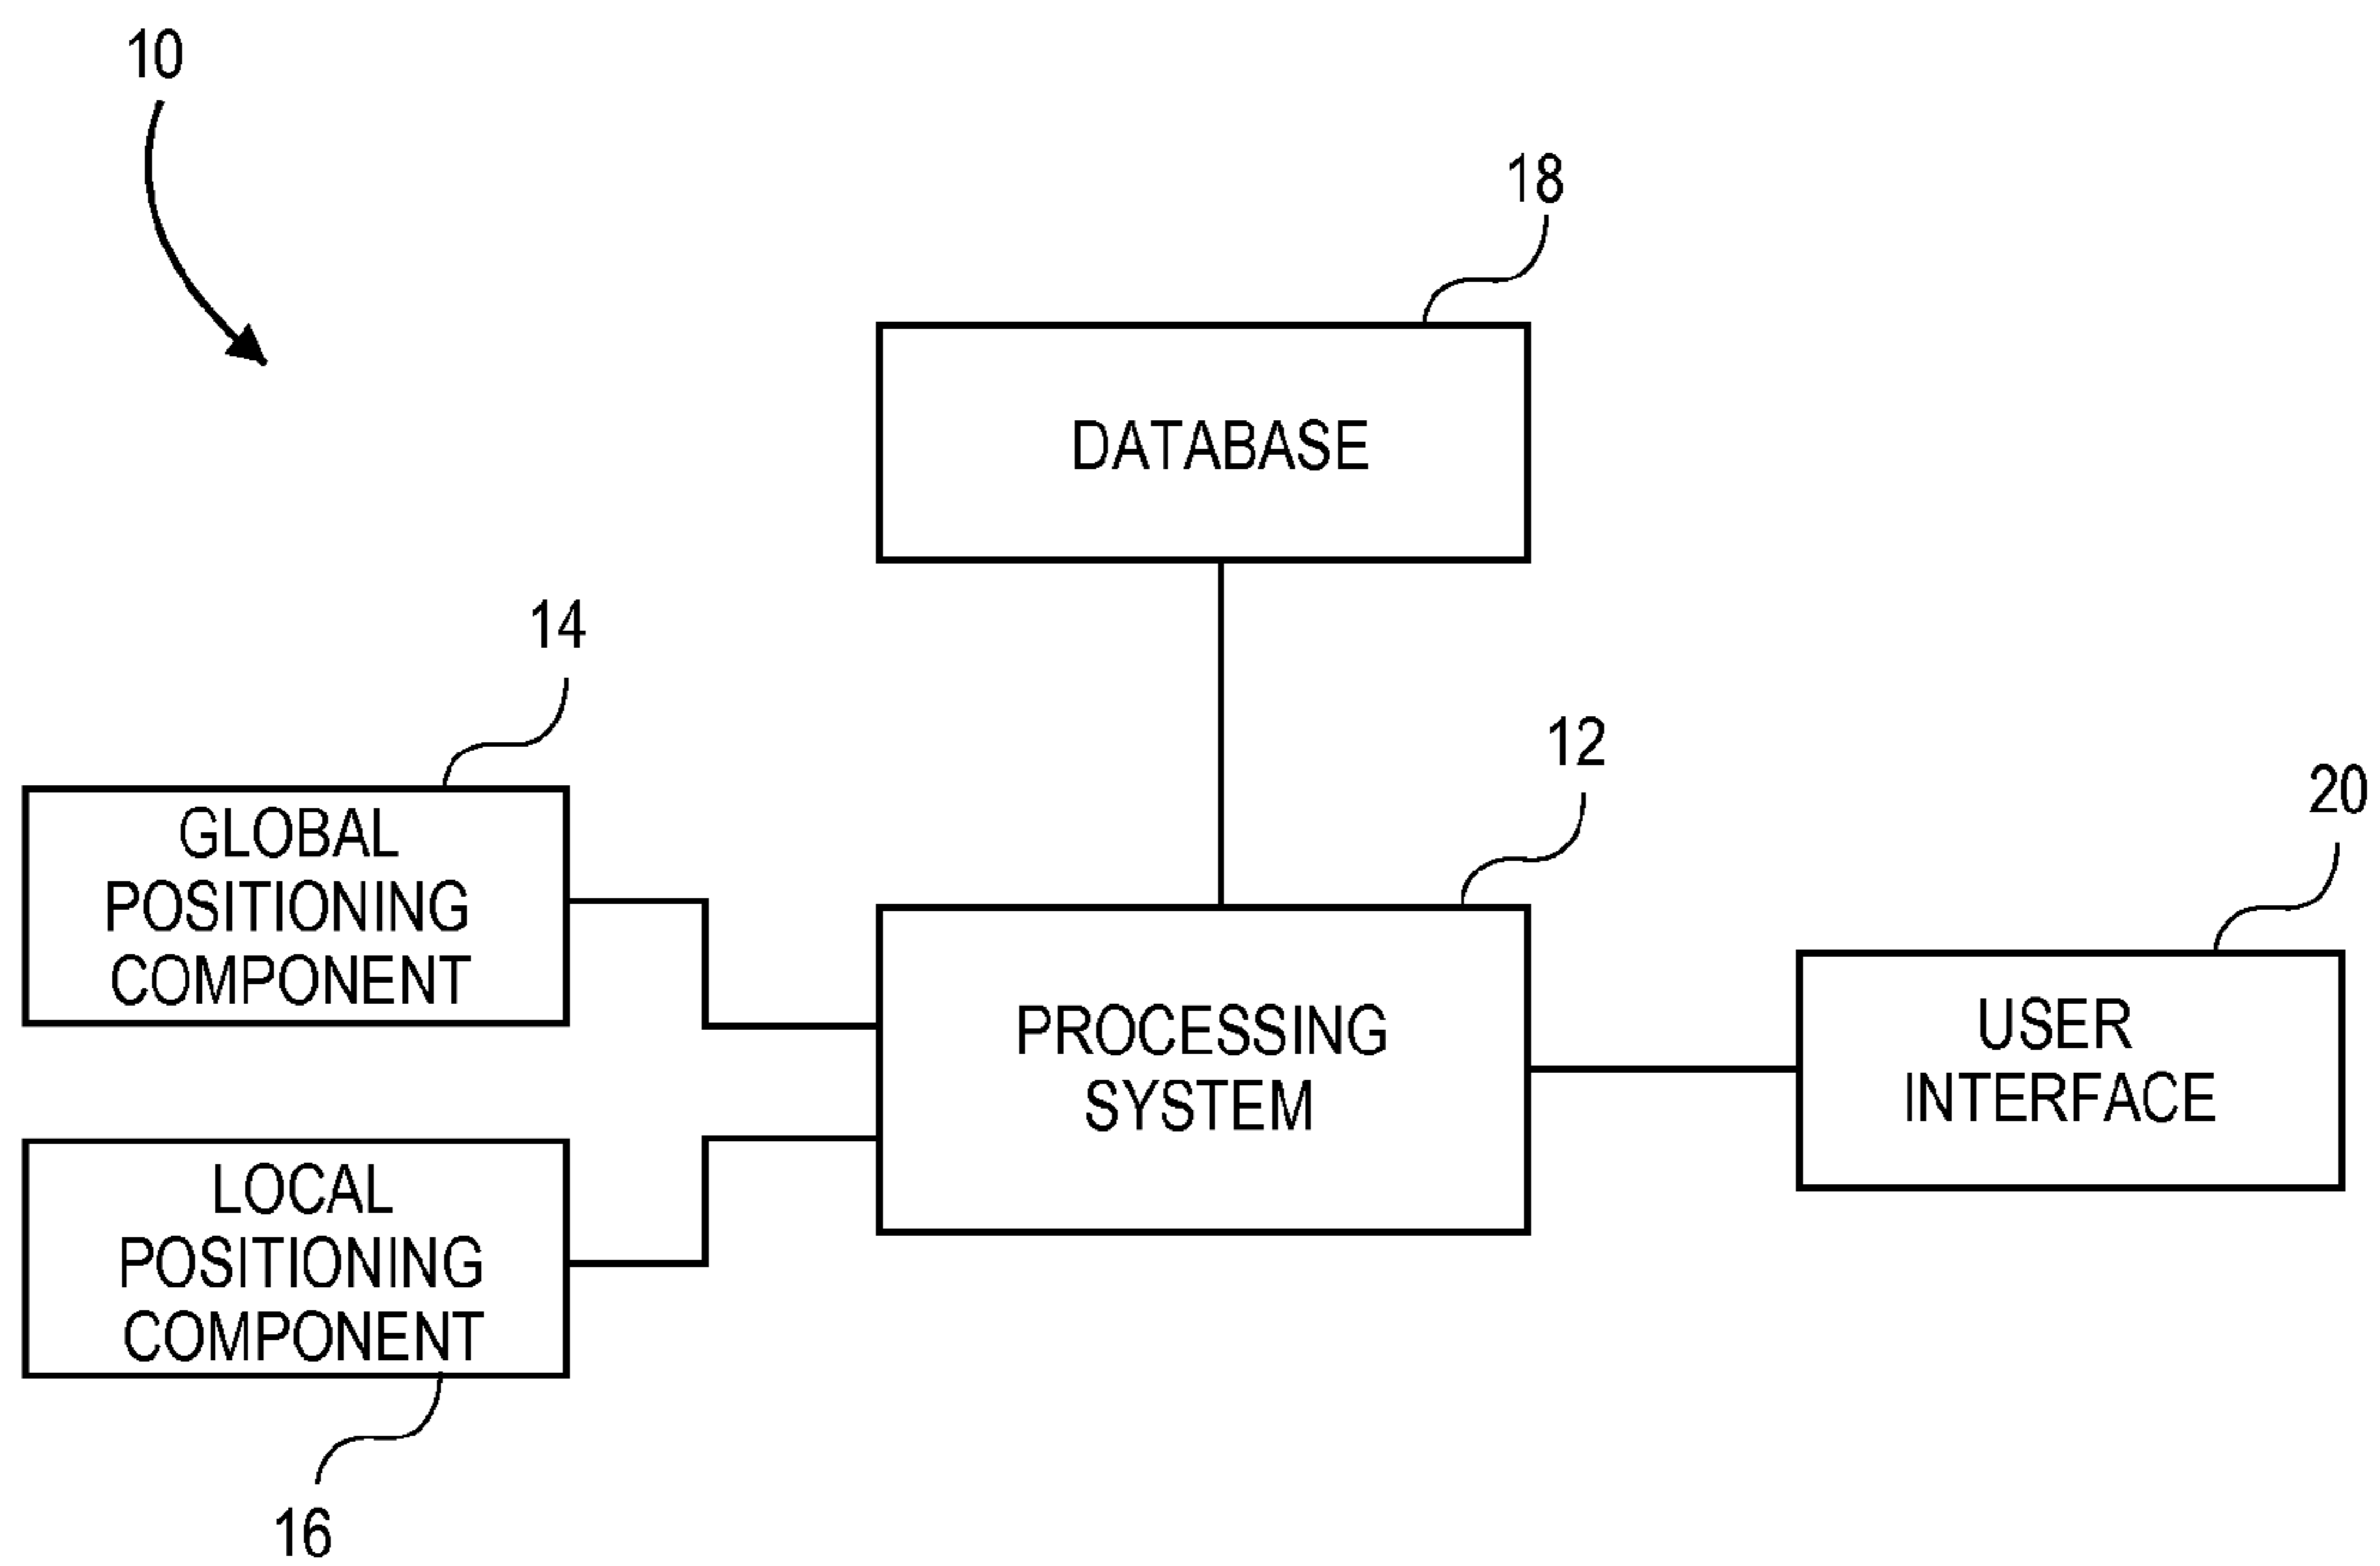 10
18
DATABASE
14
12
20
GLOBAL
POSITIONING
COMPONENT
PROCESSING
SYSTEM
USER
INTERFACE
LOCAL
POSITIONING
COMPONENT
16